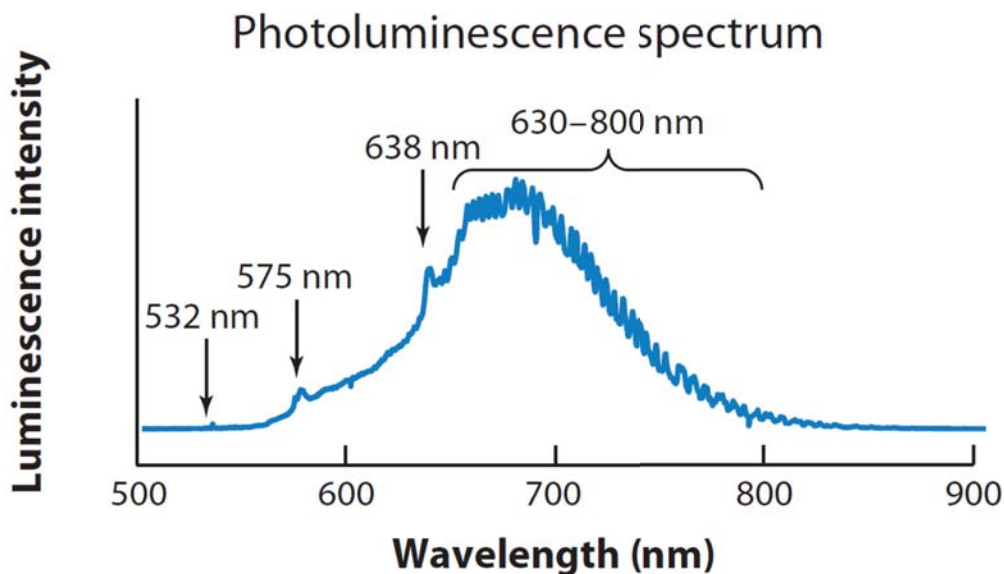 Photoluminescence spectrum
Luminescence intensity
630–800 nm
638 nm
575 nm
532 nm
500
600
700
800
900
Wavelength (nm)